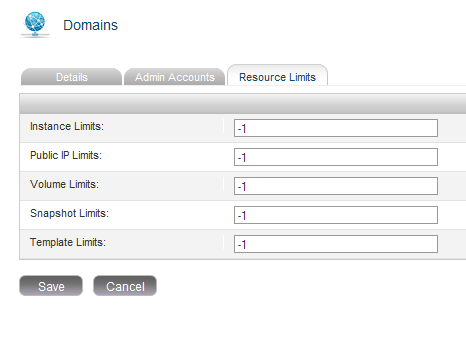 Domains
Details Admin Accounts Resource Limits
Instance Limits: -1
Public IP Limits: -1
Volume Limits: -1
Snapshot Limits: -1
Template Limits: -1
Save Cancel